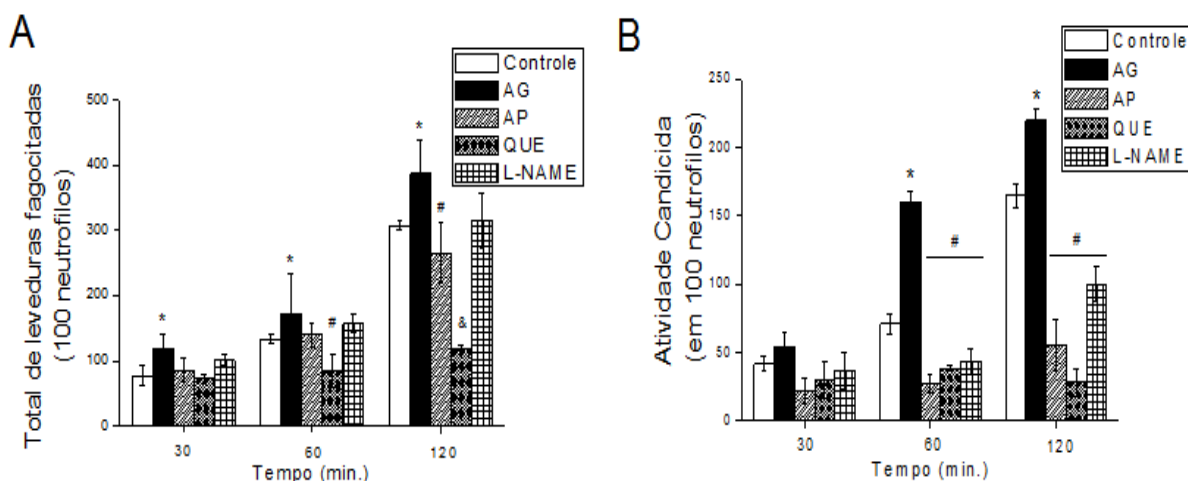 A
Controle
AG
AP
QUE
L-NAME
Total de leveduras fagocitadas
(100 neutrofilos)
500
400
300
200
100
0
*
*
#
*
#
&
30
60
120
Tempo (min.)
B
Controle
AG
AP
QUE
L-NAME
Atividade Candicida
(em 100 neutrofilos)
250
200
150
100
50
0
*
#
*
#
30
60
120
Tempo (min.)